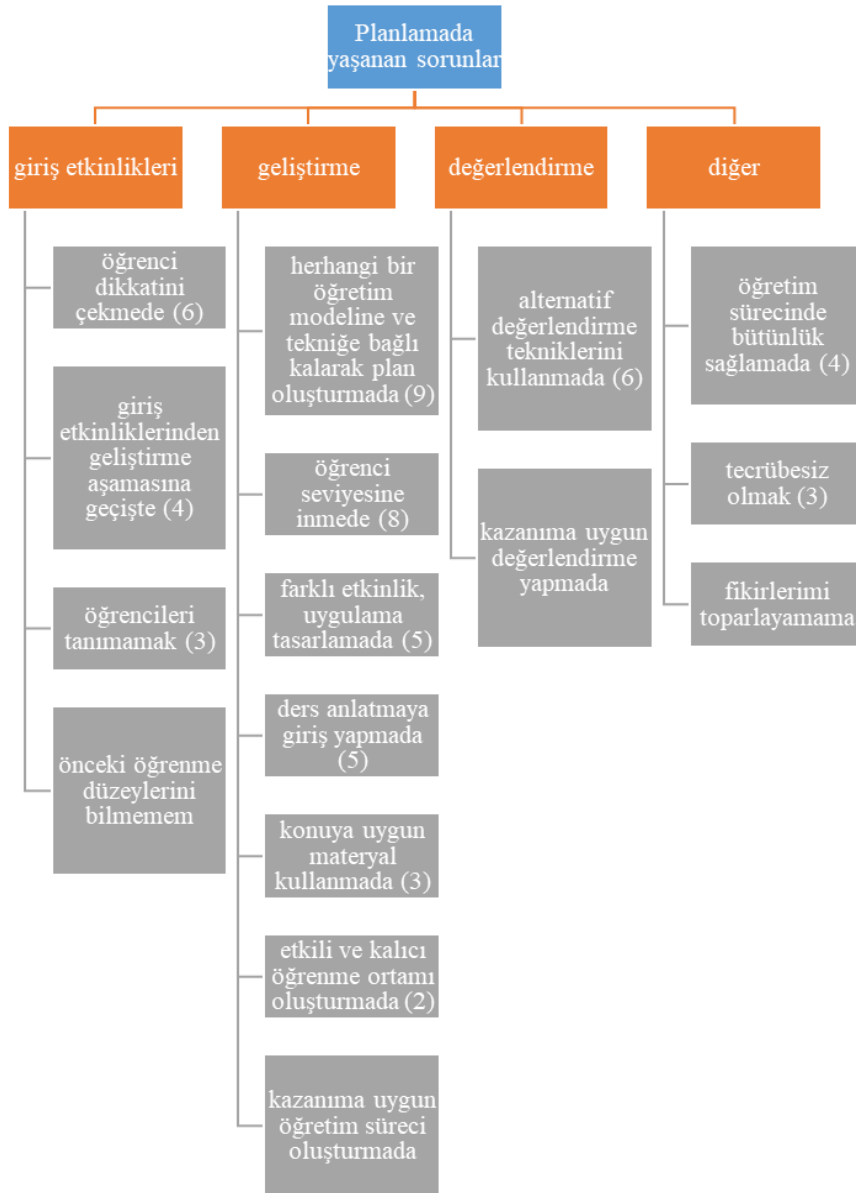 Planlamada
yaşanan sorunlar
giriş etkinlikleri
öğrenci
dikkatini
çekmede (6)
giriş
etkinliklerinden
geliştirme
aşamasına
geçişte (4)
öğrencileri
tanımamak (3)
önceki öğrenme
düzeylerini
bilmemem
geliştirme
herhangi bir
öğretim
modeline ve
tekniğe bağlı
kalarak plan
oluşturmada (9)
öğrenci
seviyesine
inmede (8)
farklı etkinlik,
uygulama
tasarlamada (5)
ders anlatmaya
giriş yapmada
(5)
konuya uygun
materyal
kullanmada (3)
etkili ve kalıcı
öğrenme ortamı
oluşturmada (2)
kazanıma uygun
öğretim süreci
oluşturmada
değerlendirme
alternatif
değerlendirme
tekniklerini
kullanmada (6)
kazanıma uygun
değerlendirme
yapmada
diğer
öğretim
sürecinde
bütünlük
sağlamada (4)
tecrübesiz
olmak (3)
fikirlerimi
toparlayamama